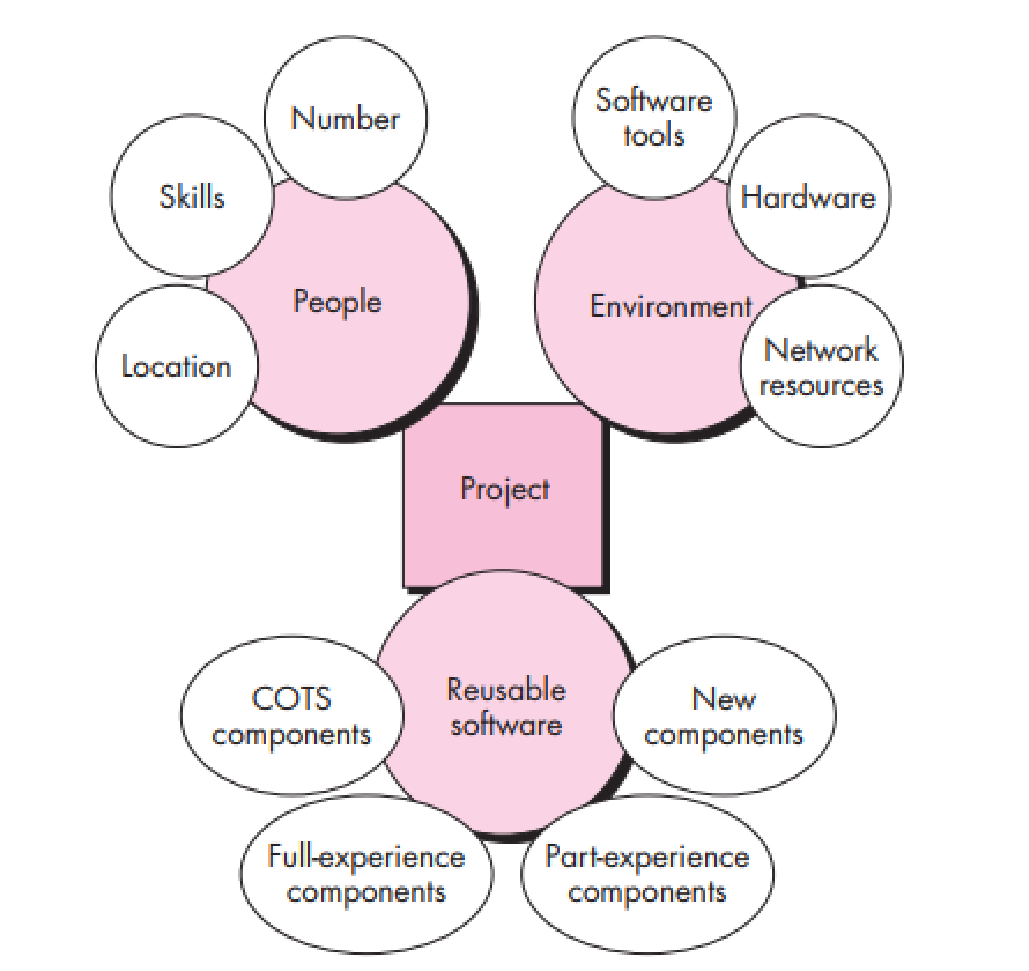 Number
Software
tools
Skills
Hardware
People
Environment
Location
Network
resources
Project
Reusable
software
COTS
components
New
components
Full-experience
components
Part-experience
components